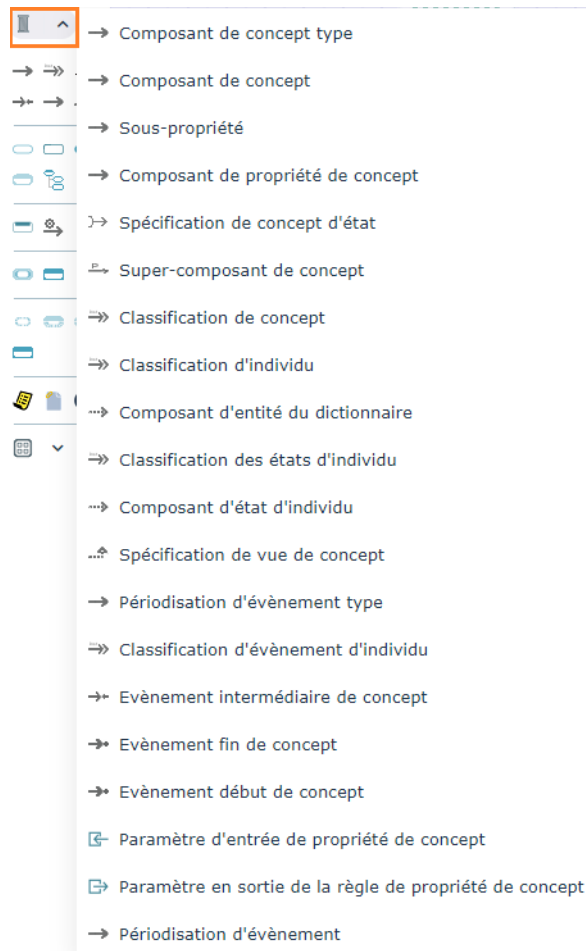 Composant de concept type
Composant de concept
Sous-propriété
Composant de propriété de concept
Spécification de concept d'état
Super-composant de concept
Classification de concept
Classification d'individu
Composant d'entité du dictionnaire
Classification des états d'individu
Composant d'état d'individu
Spécification de vue de concept
Périodisation d'évènement type
Classification d'évènement d'individu
Evènement intermédiaire de concept
Evènement fin de concept
Evènement début de concept
Paramètre d'entrée de propriété de concept
Paramètre en sortie de la règle de propriété de concept
Périodisation d'évènement